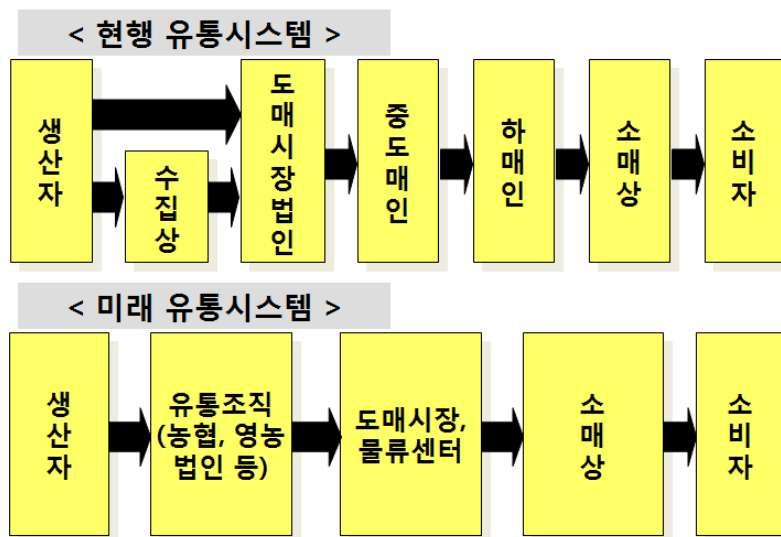 < 현행 유통시스템 >
생산자
수집상
도매시장법인
중도매인
하매인
소매상
소비자
< 미래 유통시스템 >
생산자
유통조직
(농협, 영농
법인 등)
도매시장,
물류센터
소매상
소비자